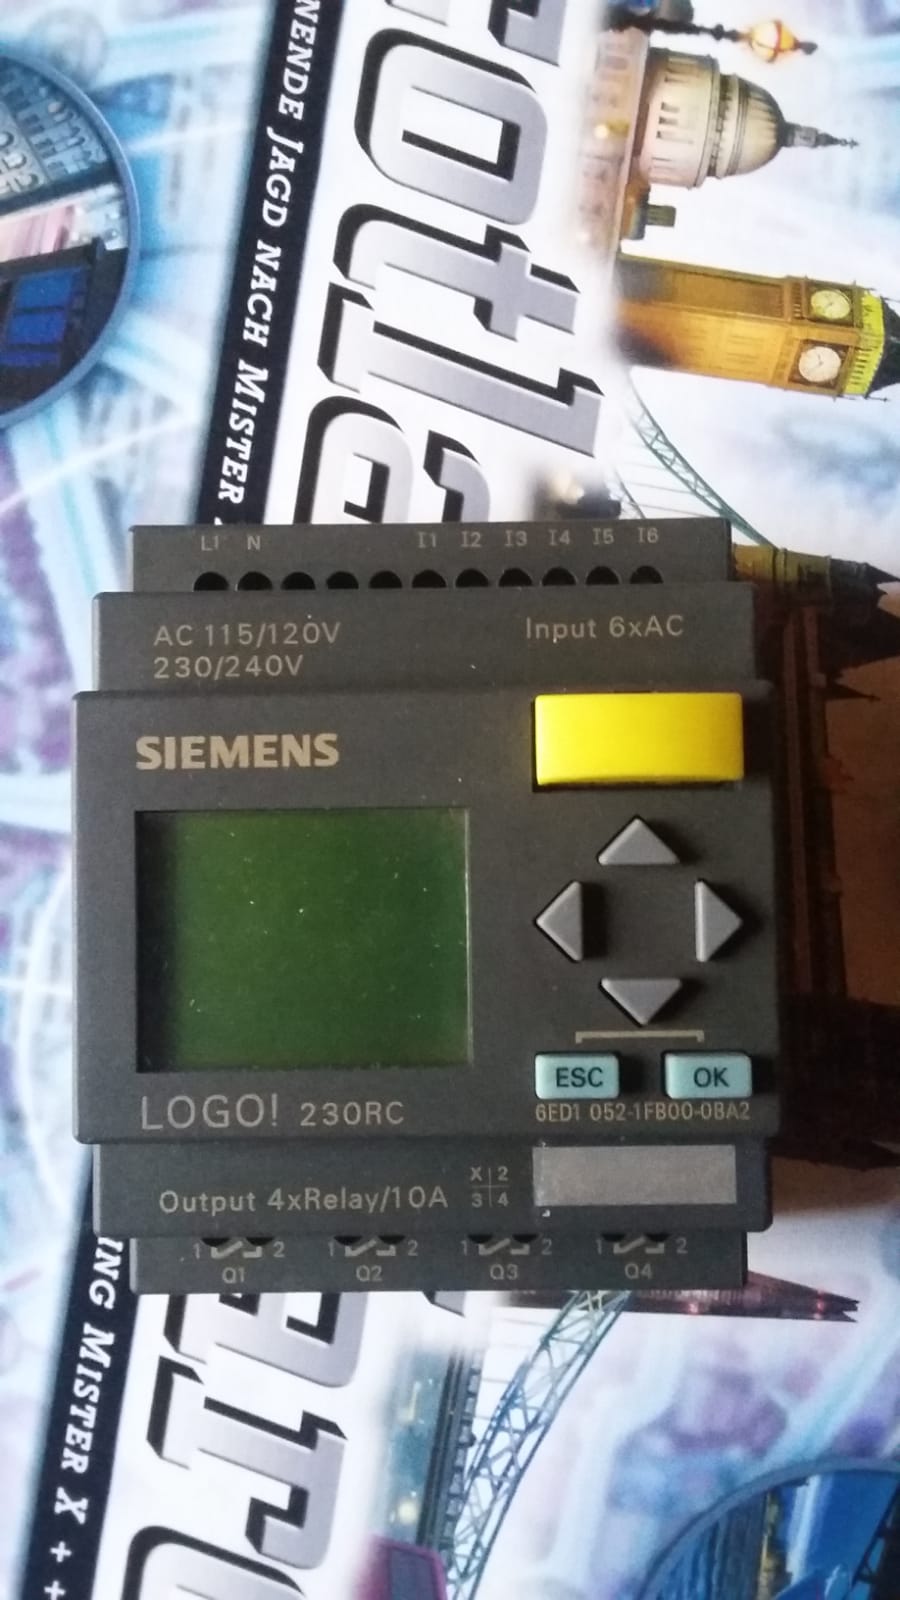 NENDE JAGD NACH MISTER
otla
L1 N I1 I2 I3 I4 I5 I6
AC 115/120V
230/240V
Input 6xAC
SIEMENS
ESC OK
LOGO! 230RC
6ED1 052-1FB00-0BA2
Output 4xRelay/10A
X 2
3 4
1 2 1 2 1 2 1 2
Q1 Q2 Q3 Q4
ING MISTER X + +